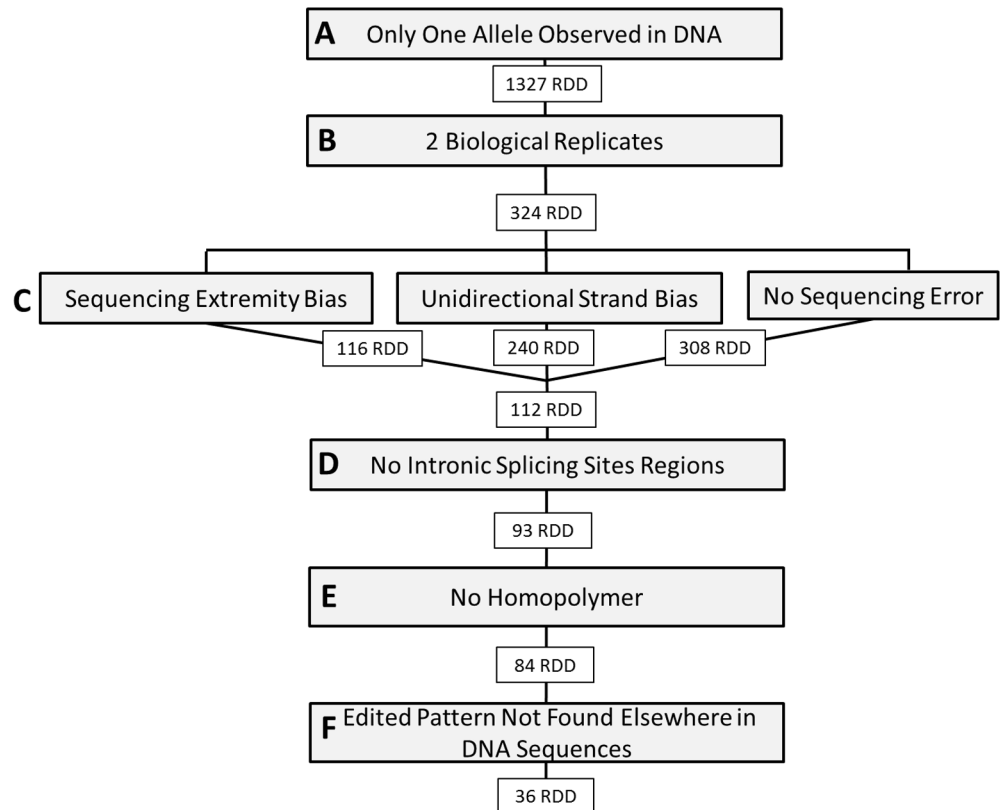 A Only One Allele Observed in DNA
1327 RDD
B 2 Biological Replicates
324 RDD
C Sequencing Extremity Bias Unidirectional Strand Bias No Sequencing Error
116 RDD 240 RDD 308 RDD
112 RDD
D No Intronic Splicing Sites Regions
93 RDD
E No Homopolymer
84 RDD
F Edited Pattern Not Found Elsewhere in
DNA Sequences
36 RDD